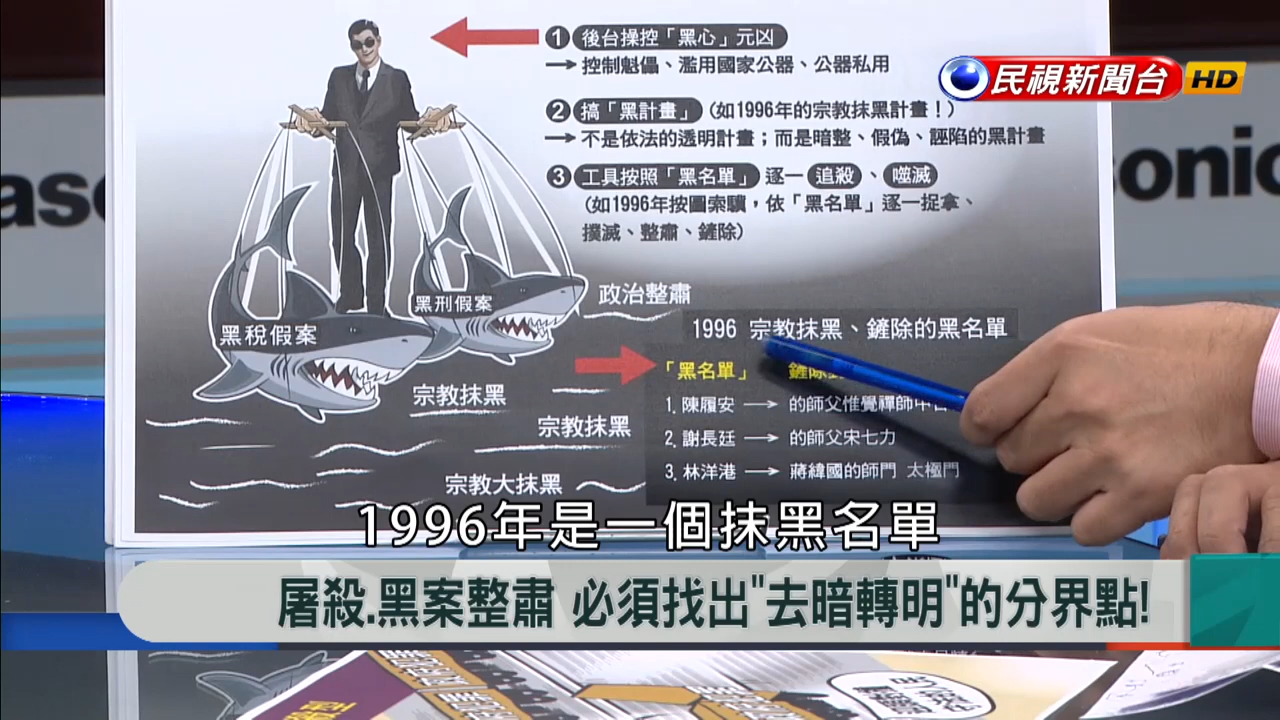 ① 後台操控「黑心」元凶
→ 控制魁儡、濫用國家公器、公器私用
民視新聞台 HD
② 搞「黑計畫」(如1996年的宗教抹黑計畫!)
→ 不是依法的透明計畫;而是暗整、假偽、誣陷的黑計畫
③ 工具按照「黑名單」逐一 追殺 、 噬滅
(如1996年按圖索驥,依「黑名單」逐一捉拿、
撲滅、整肅、鏟除)
aso
sonic
黑稅假案
黑刑假案
政治整肅
宗教抹黑
宗教抹黑
宗教大抹黑
1996 宗教抹黑、鏟除的黑名單
「黑名單」 鏟除
1. 陳履安 → 的師父惟覺禪師中
2. 謝長廷 → 的師父宋七力
3. 林洋港 → 蔣緯國的師門 太極門
1996年是一個抹黑名單
屠殺.黑案整肅 必須找出"去暗轉明"的分界點!